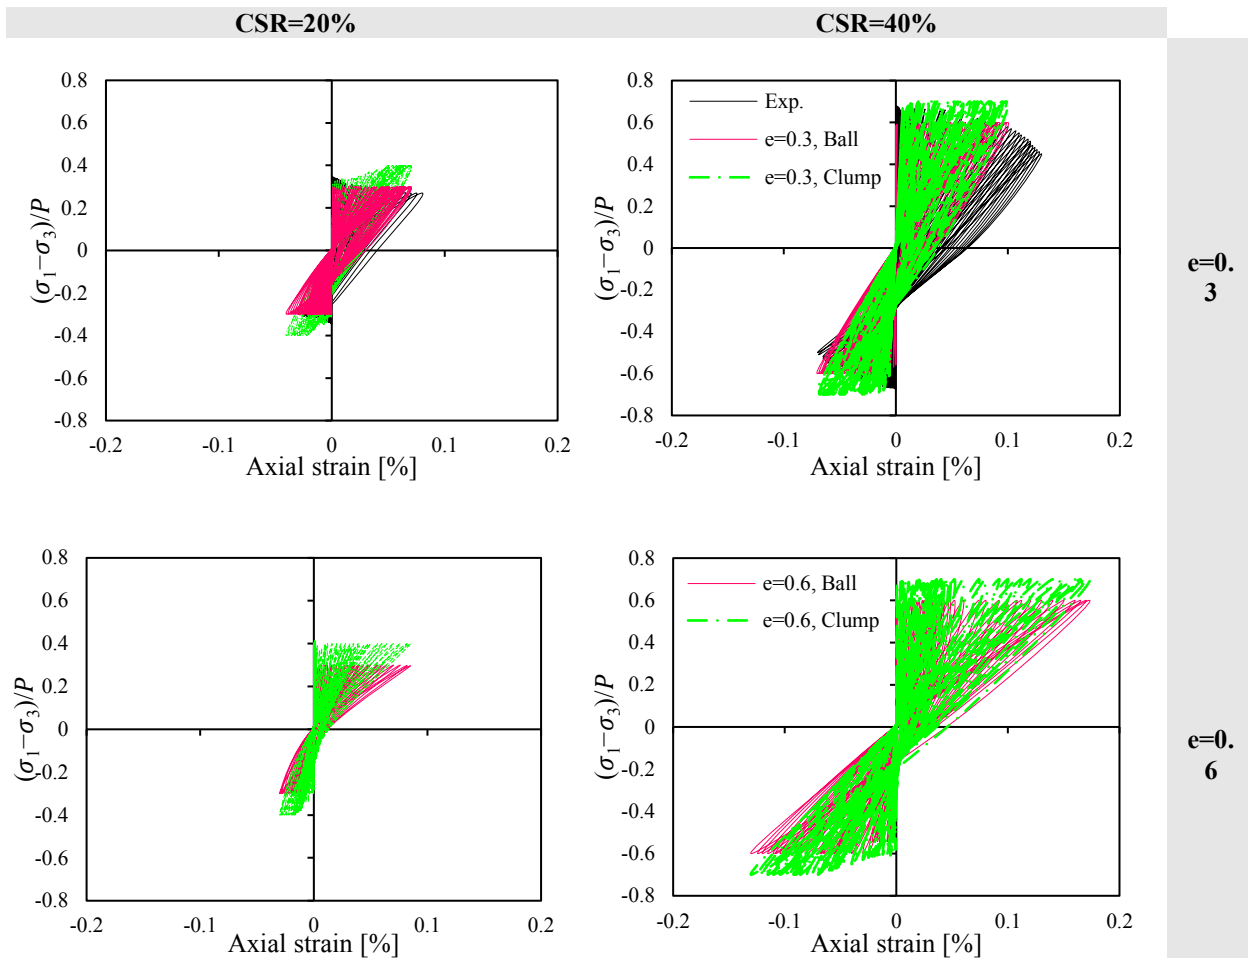 CSR=20% CSR=40%
0.8
0.6
0.4
0.2
0
-0.2
-0.4
-0.6
-0.8
(σ₁−σ₃)/P
-0.2 -0.1 0 0.1 0.2
Axial strain [%]
0.8
0.6
0.4
0.2
0
-0.2
-0.4
-0.6
-0.8
(σ₁−σ₃)/P
Exp.
e=0.3, Ball
e=0.3, Clump
-0.2 -0.1 0 0.1 0.2
Axial strain [%]
e=0.
3
0.8
0.6
0.4
0.2
0
-0.2
-0.4
-0.6
-0.8
(σ₁−σ₃)/P
-0.2 -0.1 0 0.1 0.2
Axial strain [%]
0.8
0.6
0.4
0.2
0
-0.2
-0.4
-0.6
-0.8
(σ₁−σ₃)/P
e=0.6, Ball
e=0.6, Clump
-0.2 -0.1 0 0.1 0.2
Axial strain [%]
e=0.
6